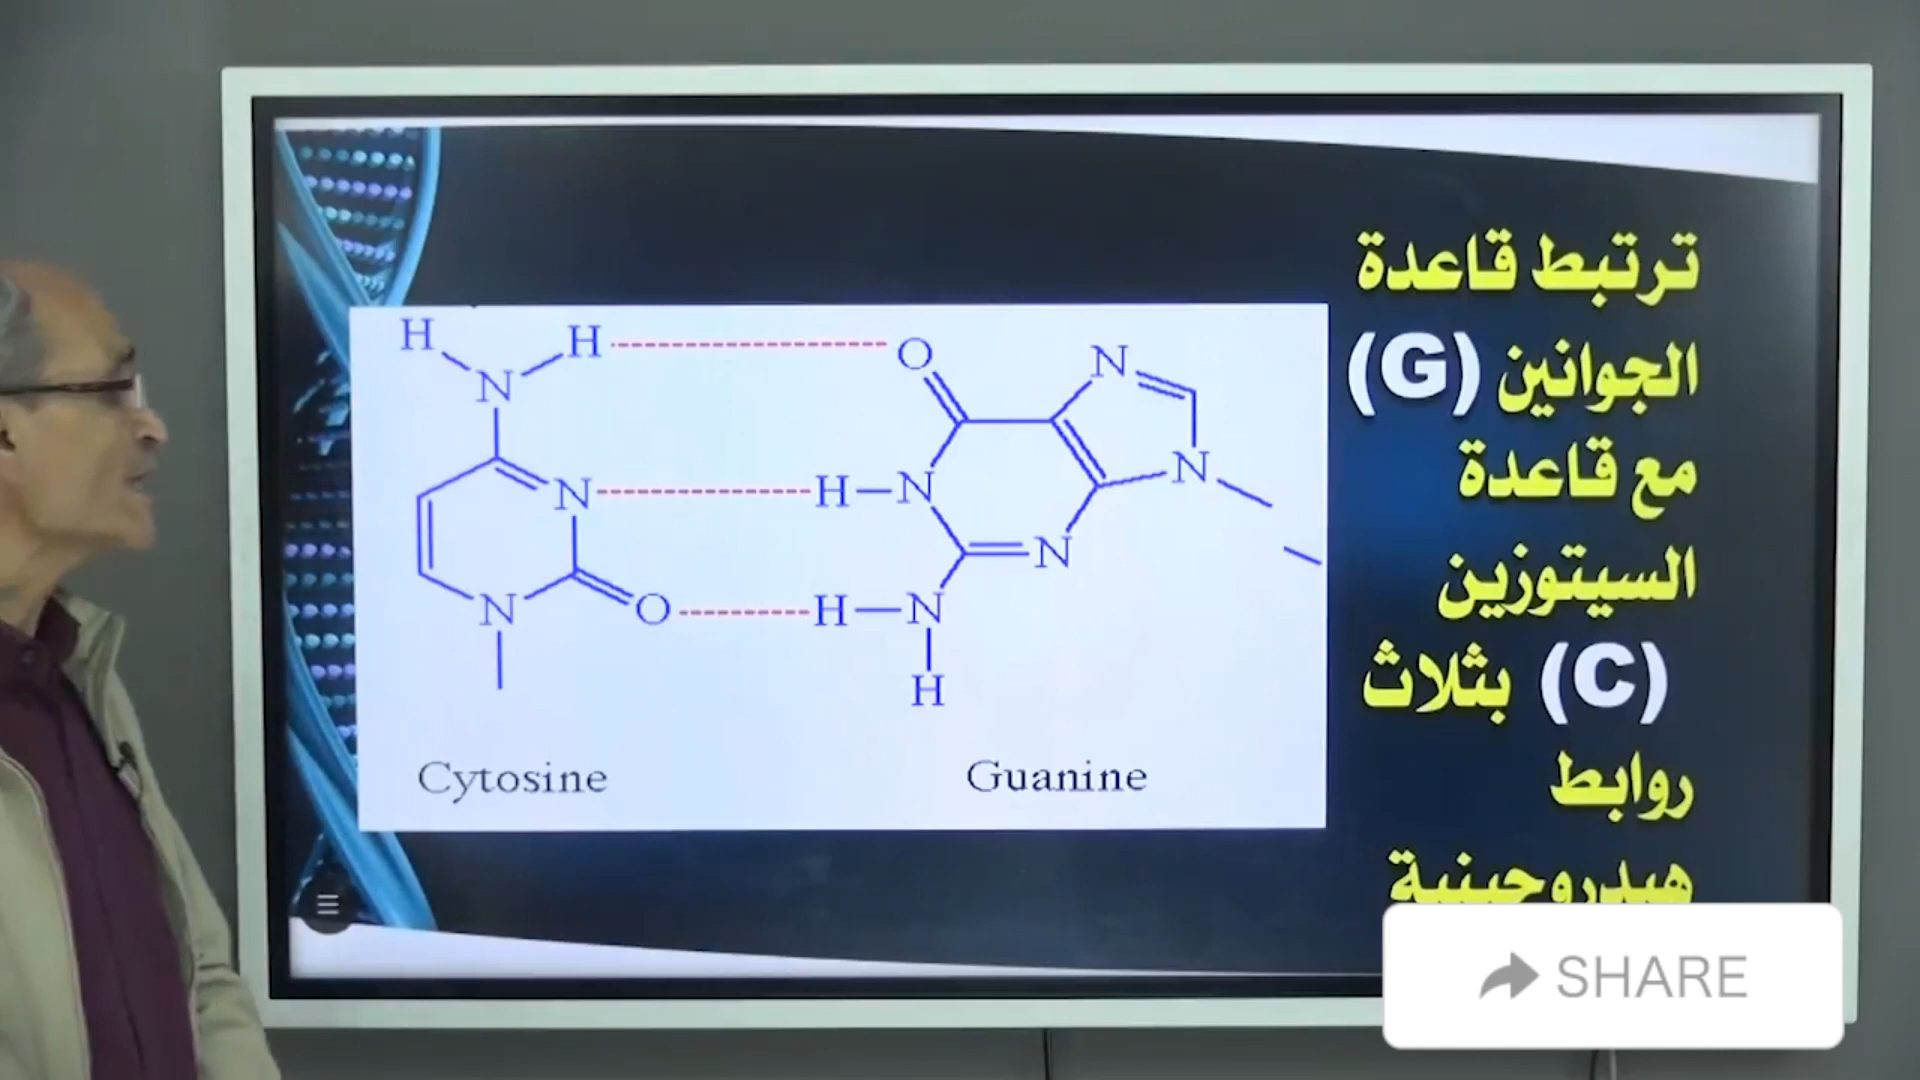 ترتبط قاعدة
الجوانين (G)
مع قاعدة
السيتوزين
(C) بثلاث
روابط
هيدروجينية
H H O N
N
N H N N
N
N O H N
H
Cytosine Guanine
SHARE